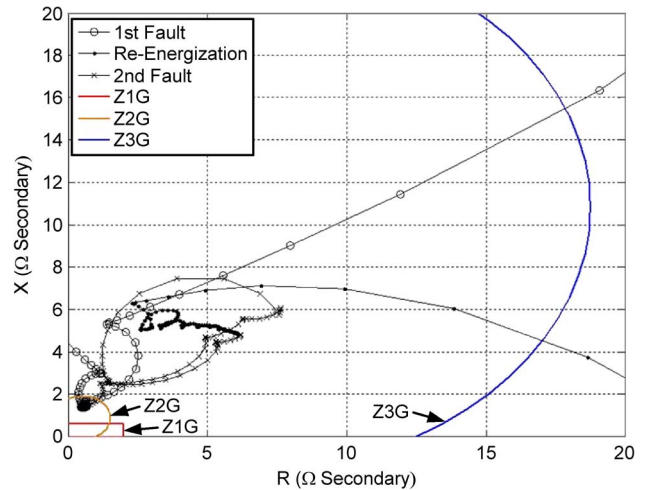 20
18
16
14
12
10
8
6
4
2
0
X (Ω Secondary)
1st Fault
Re-Energization
2nd Fault
Z1G
Z2G
Z3G
Z2G
Z1G
Z3G
0 5 10 15 20
R (Ω Secondary)